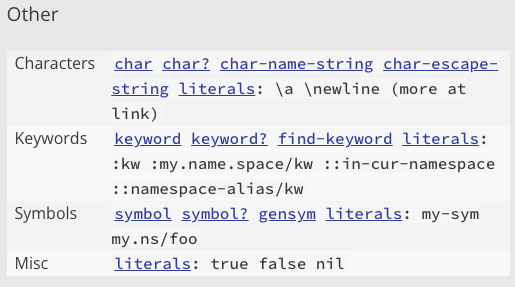 Other
Characters char char? char-name-string char-escape-
string literals: \a \newline (more at
link)
Keywords keyword keyword? find-keyword literals:
:kw :my.name.space/kw ::in-cur-namespace
::namespace-alias/kw
Symbols symbol symbol? gensym literals: my-sym
my.ns/foo
Misc literals: true false nil